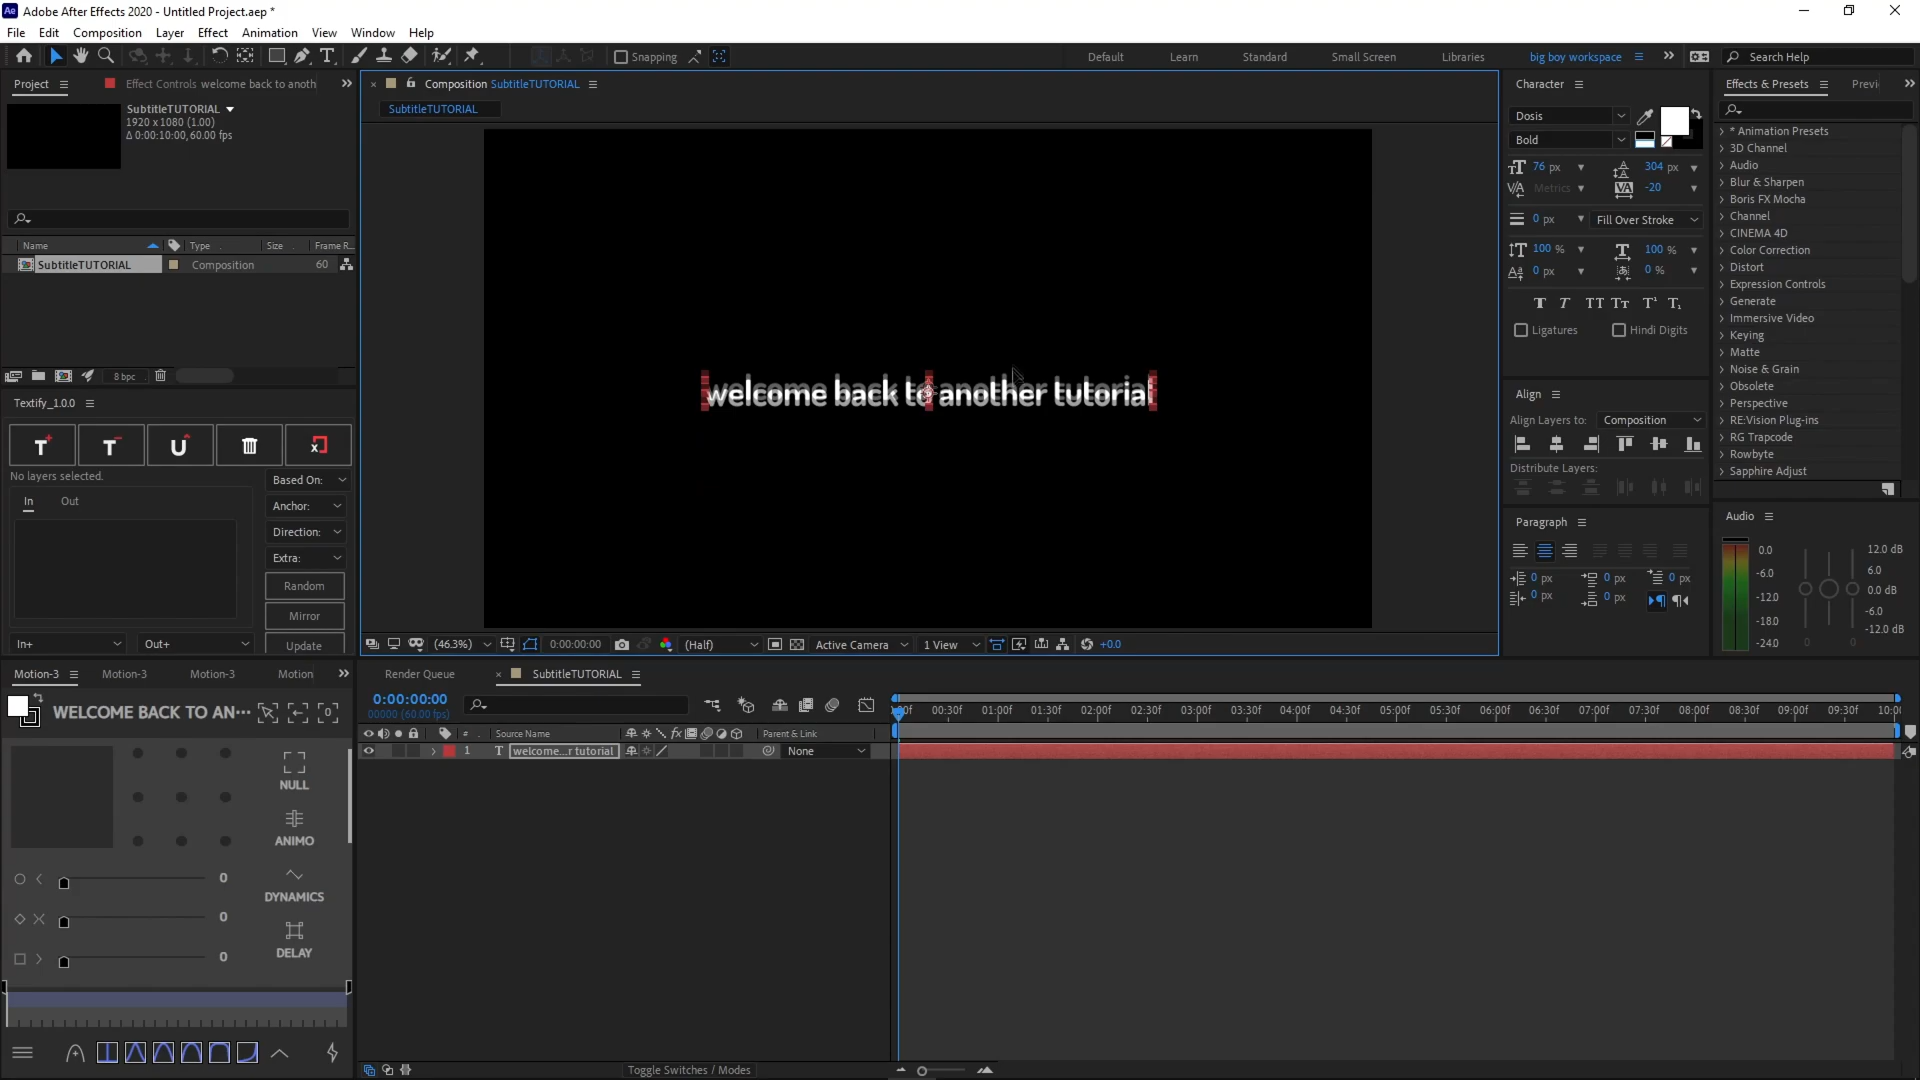 Ae Adobe After Effects 2020 - Untitled Project.aep *
File Edit Composition Layer Effect Animation View Window Help
Snapping
Default Learn Standard Small Screen Libraries big boy workspace
Search Help
Project
Effect Controls welcome back to anoth
SubtitleTUTORIAL
1920 x 1080 (1.00)
Δ 0:00:10:00, 60.00 fps
Name Type Size Frame R...
SubtitleTUTORIAL Composition 60
8 bpc
Textify_1.0.0
T T U x
No layers selected.
In Out
Based On:
Anchor:
Direction:
Extra:
Random
Mirror
Update
In+ Out+
Composition SubtitleTUTORIAL
SubtitleTUTORIAL
welcome back to another tutorial
(46.3%) 0:00:00:00 (Half) Active Camera 1 View +0.0
Character
Dosis
Bold
76 px 304 px
Metrics -20
0 px Fill Over Stroke
100 % 100 %
0 px 0 %
T T TT Tt T¹ T₁
Ligatures Hindi Digits
Align
Align Layers to: Composition
Distribute Layers:
Paragraph
0 px 0 px 0 px
0 px 0 px
Effects & Presets Previ
* Animation Presets
3D Channel
Audio
Blur & Sharpen
Boris FX Mocha
Channel
CINEMA 4D
Color Correction
Distort
Expression Controls
Generate
Immersive Video
Keying
Matte
Noise & Grain
Obsolete
Perspective
RE:Vision Plug-ins
RG Trapcode
Rowbyte
Sapphire Adjust
Audio
0.0 12.0 dB
-6.0 6.0
-12.0 0.0 dB
-18.0 -6.0
-24.0 -12.0 dB
0 0
Motion-3 Motion-3 Motion-3 Motion
WELCOME BACK TO AN···
NULL
ANIMO
0
DYNAMICS
0
DELAY
0
Render Queue SubtitleTUTORIAL
0:00:00:00
00000 (60.00 fps)
# Source Name fx Parent & Link
1 T welcome...r tutorial None
00:30f 01:00f 01:30f 02:00f 02:30f 03:00f 03:30f 04:00f 04:30f 05:00f 05:30f 06:00f 06:30f 07:00f 07:30f 08:00f 08:30f 09:00f 09:30f 10:00
Toggle Switches / Modes